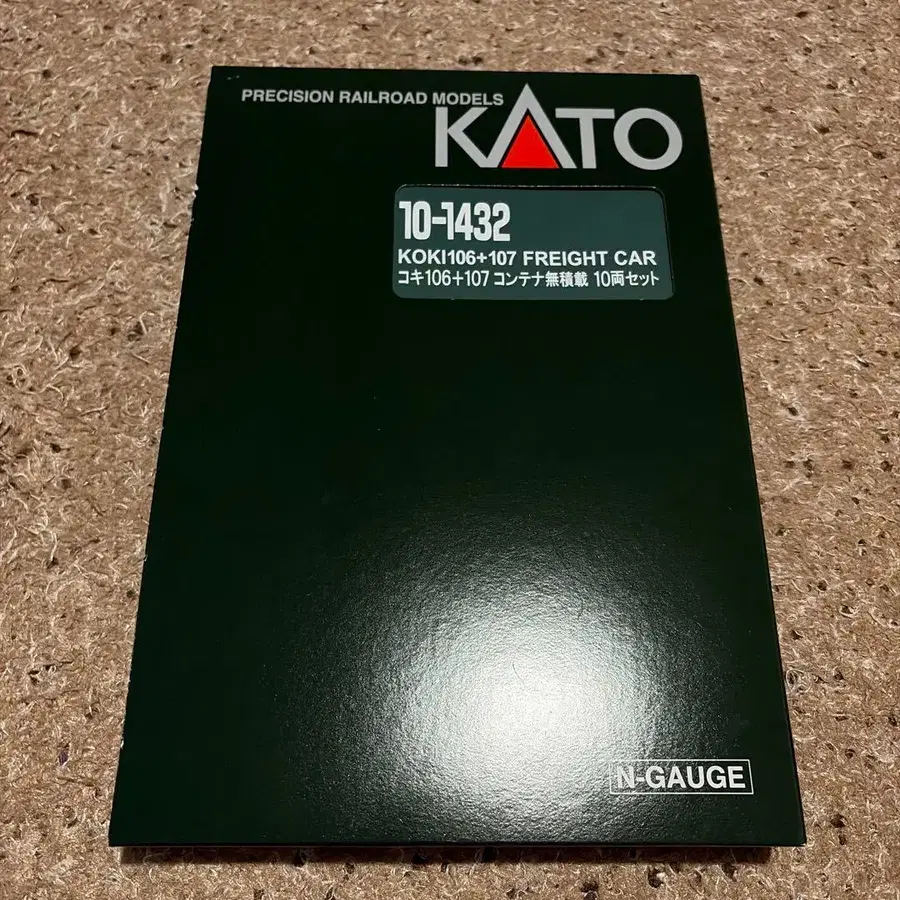 PRECISION RAILROAD MODELS
KATO
10-1432
KOKI106+107 FREIGHT CAR
コキ106+107 コンテナ無積載 10両セット
N-GAUGE